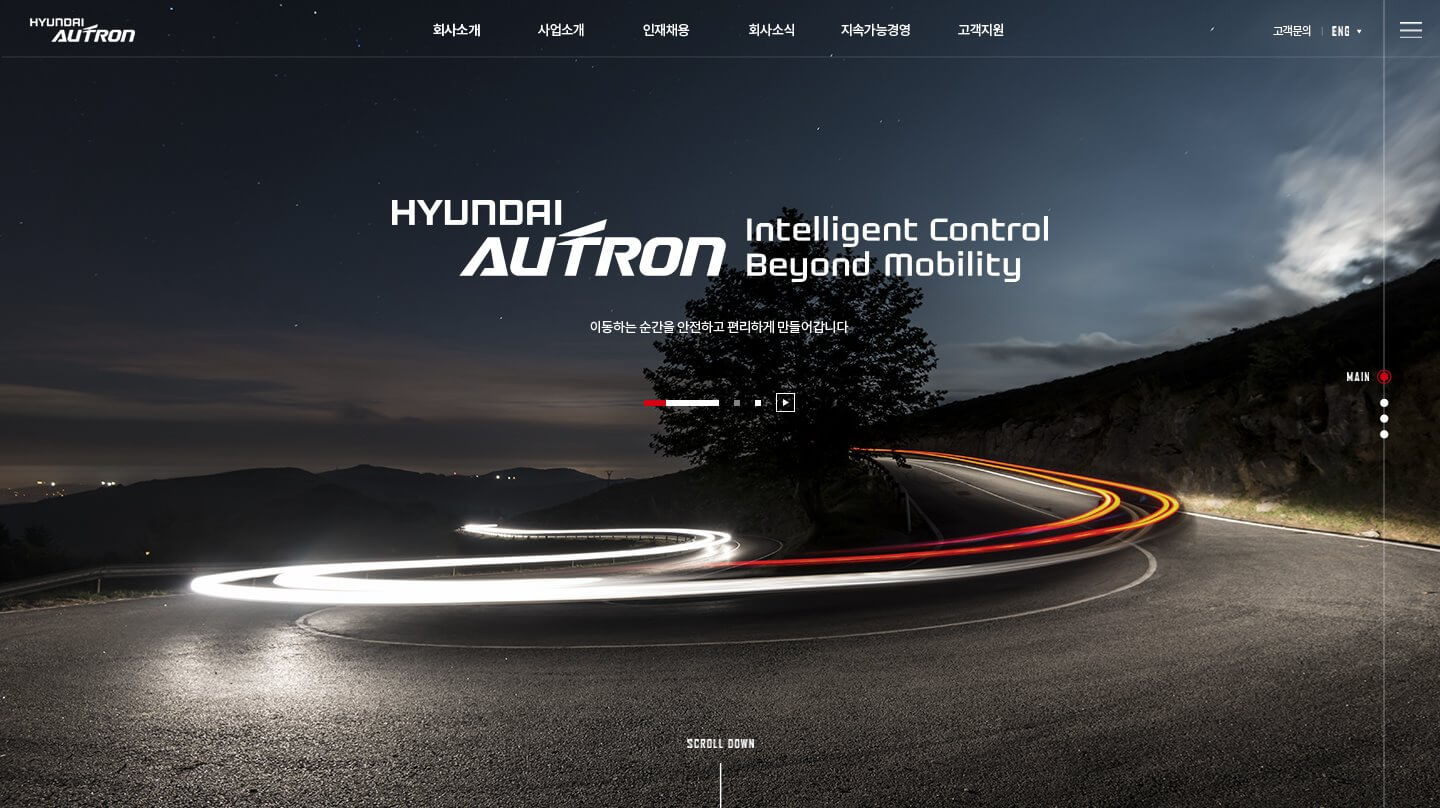 HYUNDAI
AUTRON
회사소개
사업소개
인재채용
회사소식
지속가능경영
고객지원
고객문의
ENG
HYUNDAI
AUTRON
Intelligent Control
Beyond Mobility
이동하는 순간을 안전하고 편리하게 만들어갑니다
MAIN
SCROLL DOWN